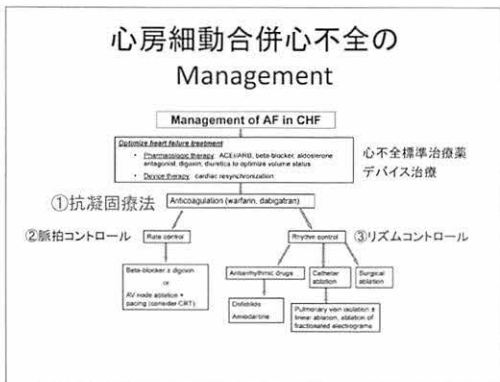 心房細動合併心不全の
Management
Management of AF in CHF
Optimize heart failure treatment
• Pharmacologic therapy: ACEI/ARB, beta-blocker, aldosterone
antagonist, digoxin, diuretics to optimize volume status
• Device therapy: cardiac resynchronization
心不全標準治療薬
デバイス治療
①抗凝固療法
Anticoagulation (warfarin, dabigatran)
②脈拍コントロール
Rate control
Rhythm control
③リズムコントロール
Beta-blocker ± digoxin
or
AV node ablation +
pacing (consider CRT)
Antiarrhythmic drugs
Catheter
ablation
Surgical
ablation
Dofetilide
Amiodarone
Pulmonary vein isolation ±
linear ablation, ablation of
fractionated electrograms